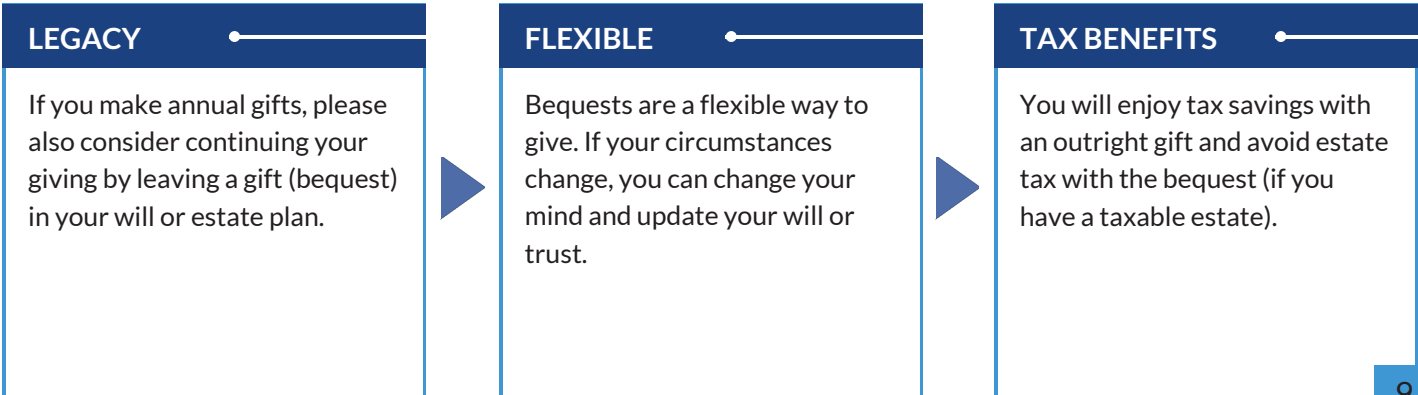 LEGACY
If you make annual gifts, please
also consider continuing your
giving by leaving a gift (bequest)
in your will or estate plan.
FLEXIBLE
Bequests are a flexible way to
give. If your circumstances
change, you can change your
mind and update your will or
trust.
TAX BENEFITS
You will enjoy tax savings with
an outright gift and avoid estate
tax with the bequest (if you
have a taxable estate).
9